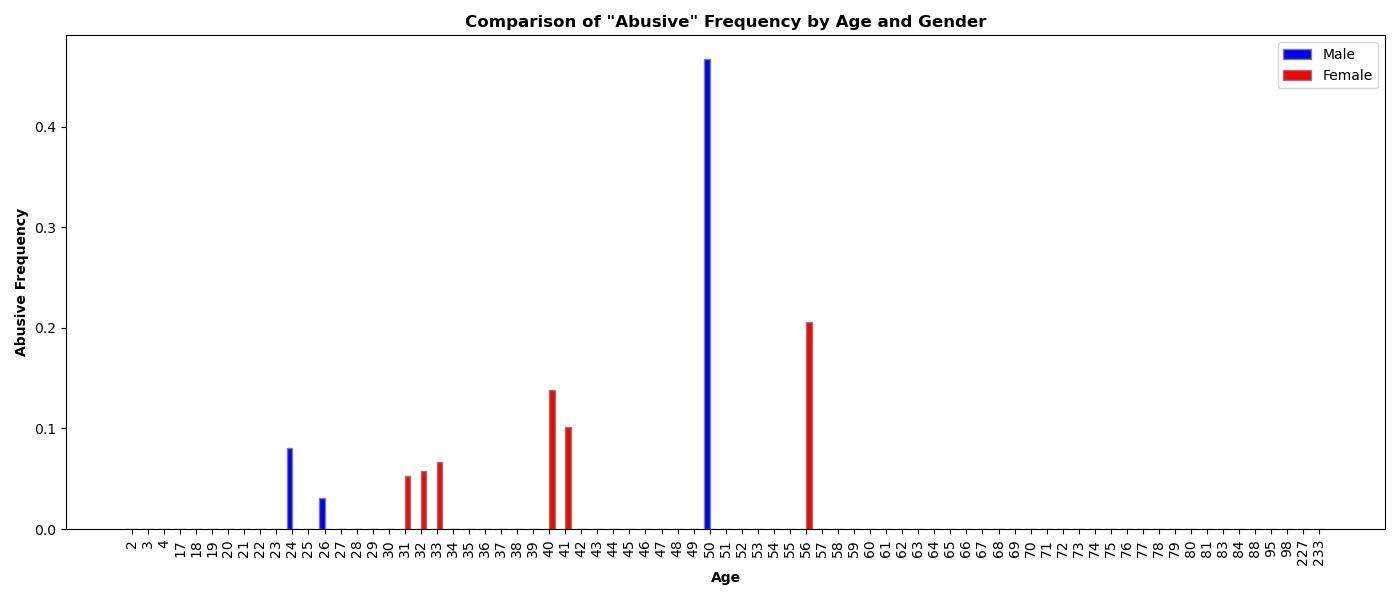 Comparison of "Abusive" Frequency by Age and Gender
Male
Female
Abusive Frequency
0.4
0.3
0.2
0.1
0.0
2 3 4 17 18 19 20 21 22 23 24 25 26 27 28 29 30 31 32 33 34 35 36 37 38 39 40 41 42 43 44 45 46 47 48 49 50 51 52 53 54 55 56 57 58 59 60 61 62 63 64 65 66 67 68 69 70 71 72 73 74 75 76 77 78 79 80 81 83 84 88 95 98 227 233
Age